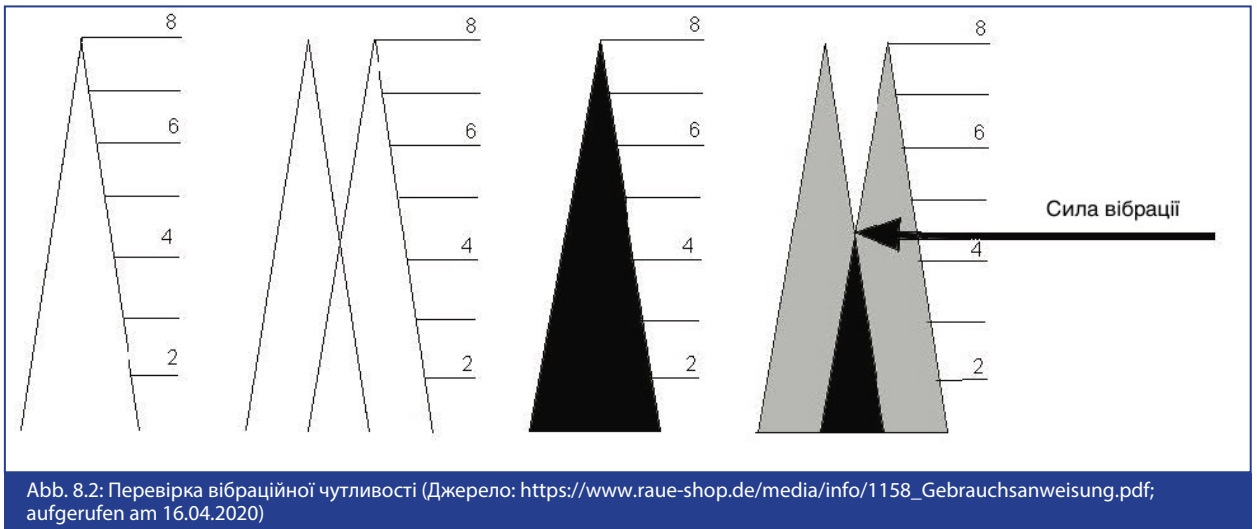 8 8 8 8
6 6 6 6
Сила вібрації
4 4 4 4
2 2 2 2
Abb. 8.2: Перевірка вібраційної чутливості (Джерело: https://www.raue-shop.de/media/info/1158_Gebrauchsanweisung.pdf;
aufgerufen am 16.04.2020)